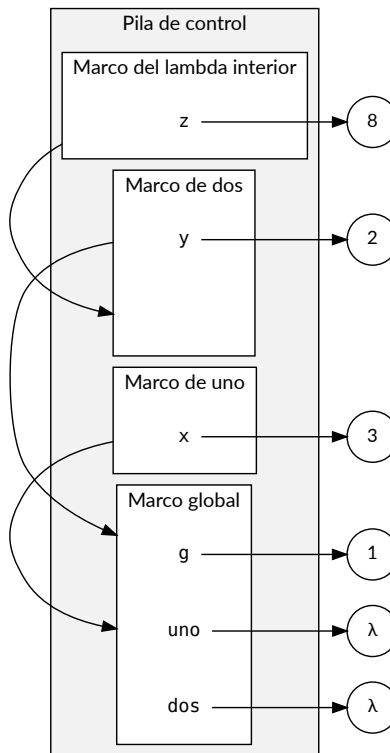 Pila de control
Marco del lambda interior
z 8
Marco de dos
y 2
Marco de uno
x 3
Marco global
g 1
uno λ
dos λ